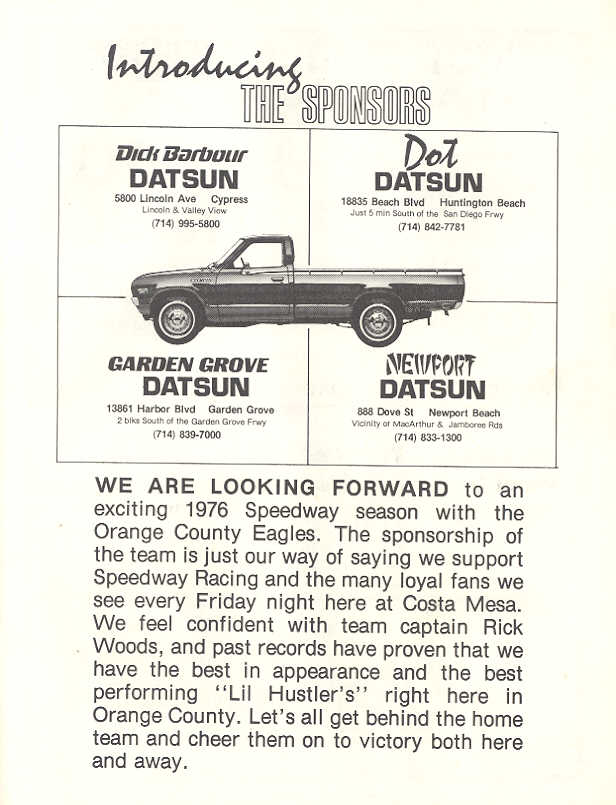 Introducing
THE SPONSORS
Dick Barbour
DATSUN
5800 Lincoln Ave Cypress
Lincoln & Valley View
(714) 995-5800
Dot
DATSUN
18835 Beach Blvd Huntington Beach
Just 5 min South of the San Diego Frwy
(714) 842-7781
GARDEN GROVE
DATSUN
13861 Harbor Blvd Garden Grove
2 blks South of the Garden Grove Frwy
(714) 839-7000
NEWPORT
DATSUN
888 Dove St Newport Beach
Vicinity of MacArthur & Jamboree Rds
(714) 833-1300
WE ARE LOOKING FORWARD to an
exciting 1976 Speedway season with the
Orange County Eagles. The sponsorship of
the team is just our way of saying we support
Speedway Racing and the many loyal fans we
see every Friday night here at Costa Mesa.
We feel confident with team captain Rick
Woods, and past records have proven that we
have the best in appearance and the best
performing "Lil Hustler's" right here in
Orange County. Let's all get behind the home
team and cheer them on to victory both here
and away.